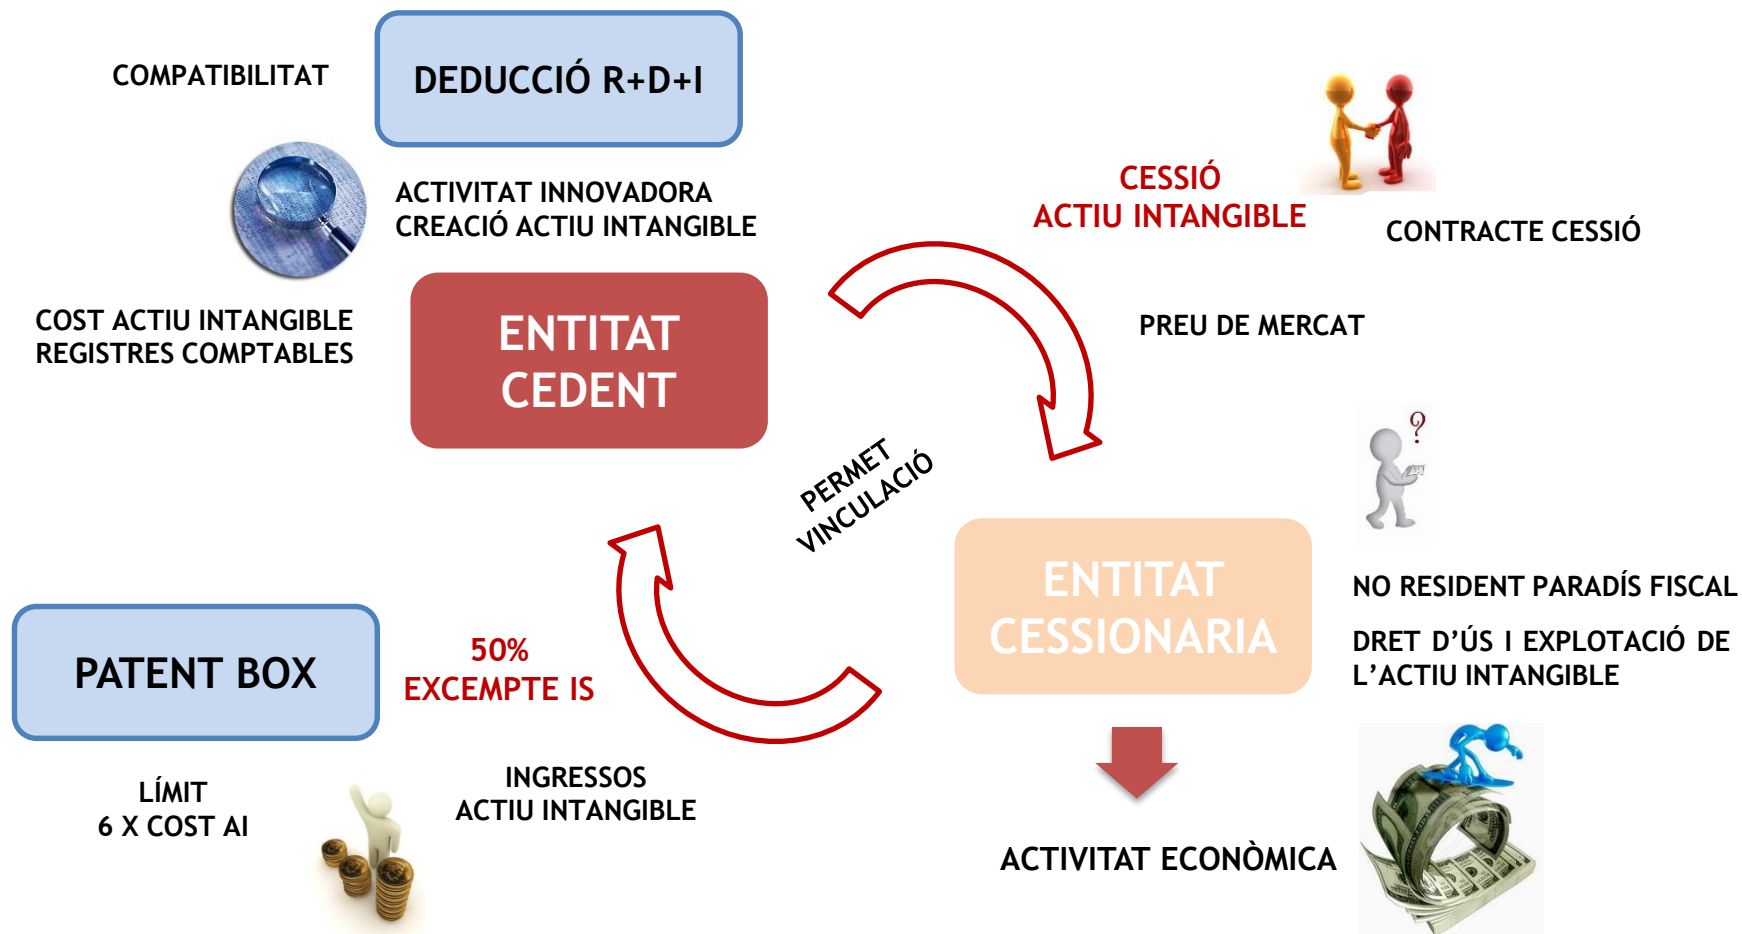 COMPATIBILITAT
DEDUCCIÓ R+D+I
ACTIVITAT INNOVADORA
CREACIÓ ACTIU INTANGIBLE
COST ACTIU INTANGIBLE
REGISTRES COMPTABLES
ENTITAT
CEDENT
CESSIÓ
ACTIU INTANGIBLE
CONTRACTE CESSIÓ
PREU DE MERCAT
PERMET
VINCULACIÓ
?
ENTITAT
CESSIONARIA
NO RESIDENT PARADÍS FISCAL
DRET D’ÚS I EXPLOTACIÓ DE
L’ACTIU INTANGIBLE
ACTIVITAT ECONÒMICA
PATENT BOX
50%
EXCEMPTE IS
LÍMIT
6 X COST AI
INGRESSOS
ACTIU INTANGIBLE